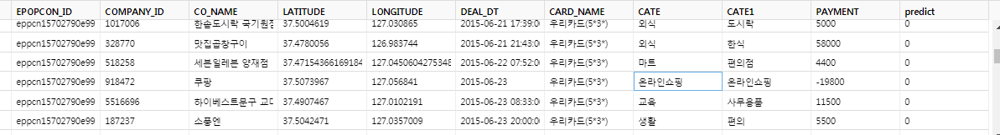 EPOPCON_ID COMPANY_ID CO_NAME LATITUDE LONGITUDE DEAL_DT CARD_NAME CATE CATE1 PAYMENT predict
eppcn15702790e99 1017006 한솥도시락 국기원점 37.5004619 127.030865 2015-06-21 17:39:0 우리카드(5*3*) 외식 도시락 5000 0
eppcn15702790e99 328770 맛집곱창구이 37.4780056 126.983744 2015-06-21 21:43:0 우리카드(5*3*) 외식 한식 58000 0
eppcn15702790e99 518258 세븐일레븐 양재점 37.47154366169184 127.0450604275348 2015-06-22 07:52:0 우리카드(5*3*) 마트 편의점 4400 0
eppcn15702790e99 918472 쿠팡 37.5073967 127.056841 2015-06-23 우리카드(5*3*) 온라인쇼핑 온라인쇼핑 -19800 0
eppcn15702790e99 5516696 하이베스트문구 교대 37.4907467 127.0102191 2015-06-23 08:33:0 우리카드(5*3*) 교육 사무용품 11500 0
eppcn15702790e99 187237 소풍엔 37.5042471 127.0357009 2015-06-23 20:00:0 우리카드(5*3*) 생활 편의 5500 0